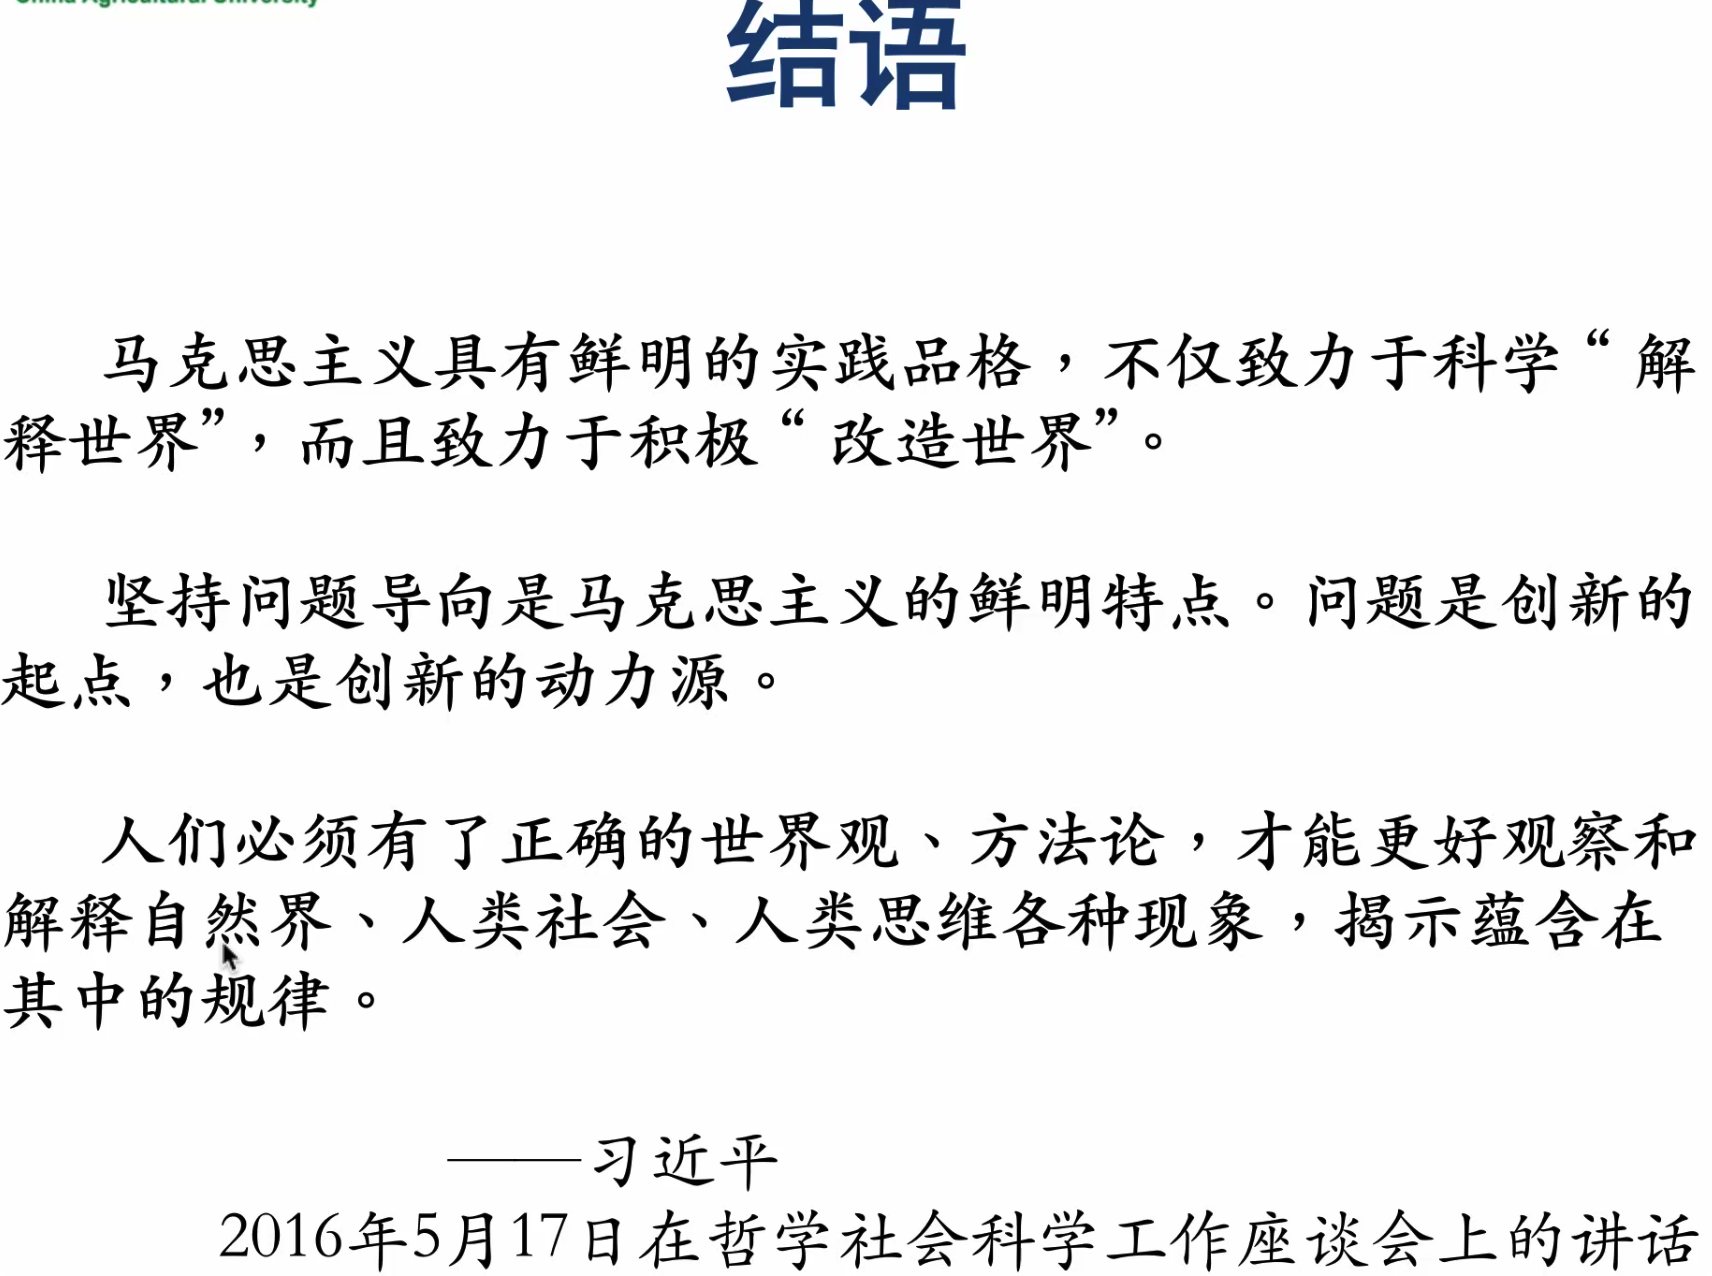 China Agricultural University
结语
马克思主义具有鲜明的实践品格，不仅致力于科学“解
释世界”，而且致力于积极“改造世界”。
坚持问题导向是马克思主义的鲜明特点。问题是创新的
起点，也是创新的动力源。
人们必须有了正确的世界观、方法论，才能更好观察和
解释自然界、人类社会、人类思维各种现象，揭示蕴含在
其中的规律。
——习近平
2016年5月17日在哲学社会科学工作座谈会上的讲话